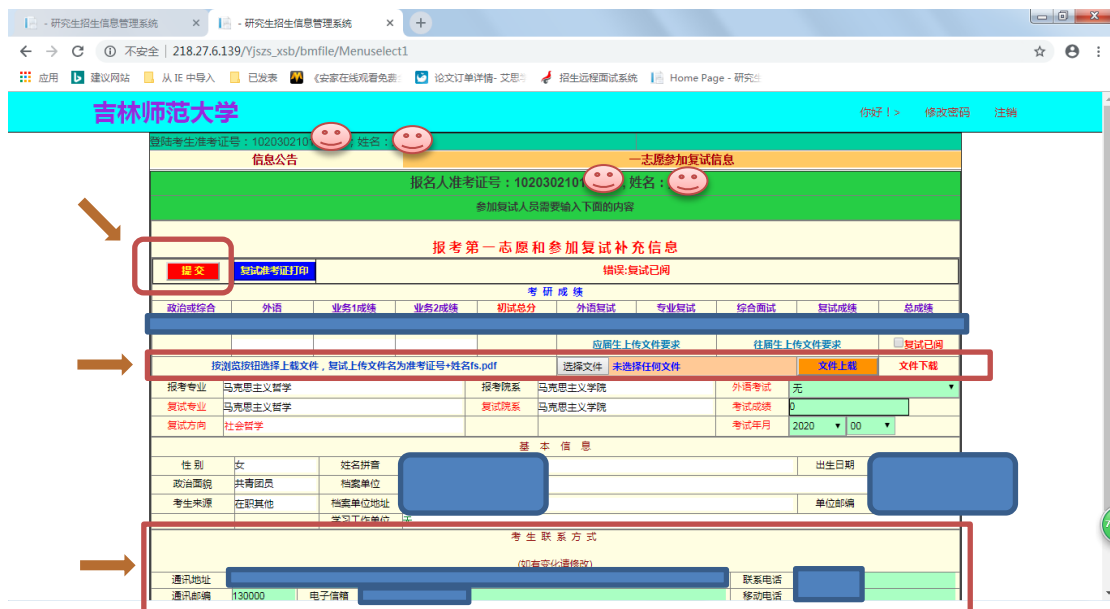 - 研究生招生信息管理系统 × - 研究生招生信息管理系统 × +
不安全 | 218.27.6.139/Yjszs_xsb/bmfile/Menuselect1
应用 建议网站 从 IE 中导入 已发表 《安家在线观看免费 论文订单详情- 艾思 招生远程面试系统 Home Page - 研究生
吉林师范大学 你好！> 修改密码 注销
登陆考生准考证号：102030210 ; 姓名：
信息公告 一志愿参加复试信息
报名人准考证号：1020302101 , 姓名：
参加复试人员需要输入下面的内容
报考第一志愿和参加复试补充信息
提交 复试准考证打印 错误:复试已阅
考 研 成 绩
政治或综合 外语 业务1成绩 业务2成绩 初试总分 外语复试 专业复试 综合面试 复试成绩 总成绩
应届生上传文件要求 往届生上传文件要求 复试已阅
按浏览按钮选择上载文件，复试上传文件名为准考证号+姓名fs.pdf 选择文件 未选择任何文件 文件上载 文件下载
报考专业 马克思主义哲学 报考院系 马克思主义学院 外语考试 无
复试专业 马克思主义哲学 复试院系 马克思主义学院 考试成绩 0
复试方向 社会哲学 考试年月 2020 00
基 本 信 息
性 别 女 姓名拼音 出生日期
政治面貌 共青团员 档案单位
考生来源 在职其他 档案单位地址 单位邮编
学习工作单位 无
考 生 联 系 方 式
(如有变化请修改)
通讯地址 联系电话
通讯邮编 130000 电子信箱 移动电话